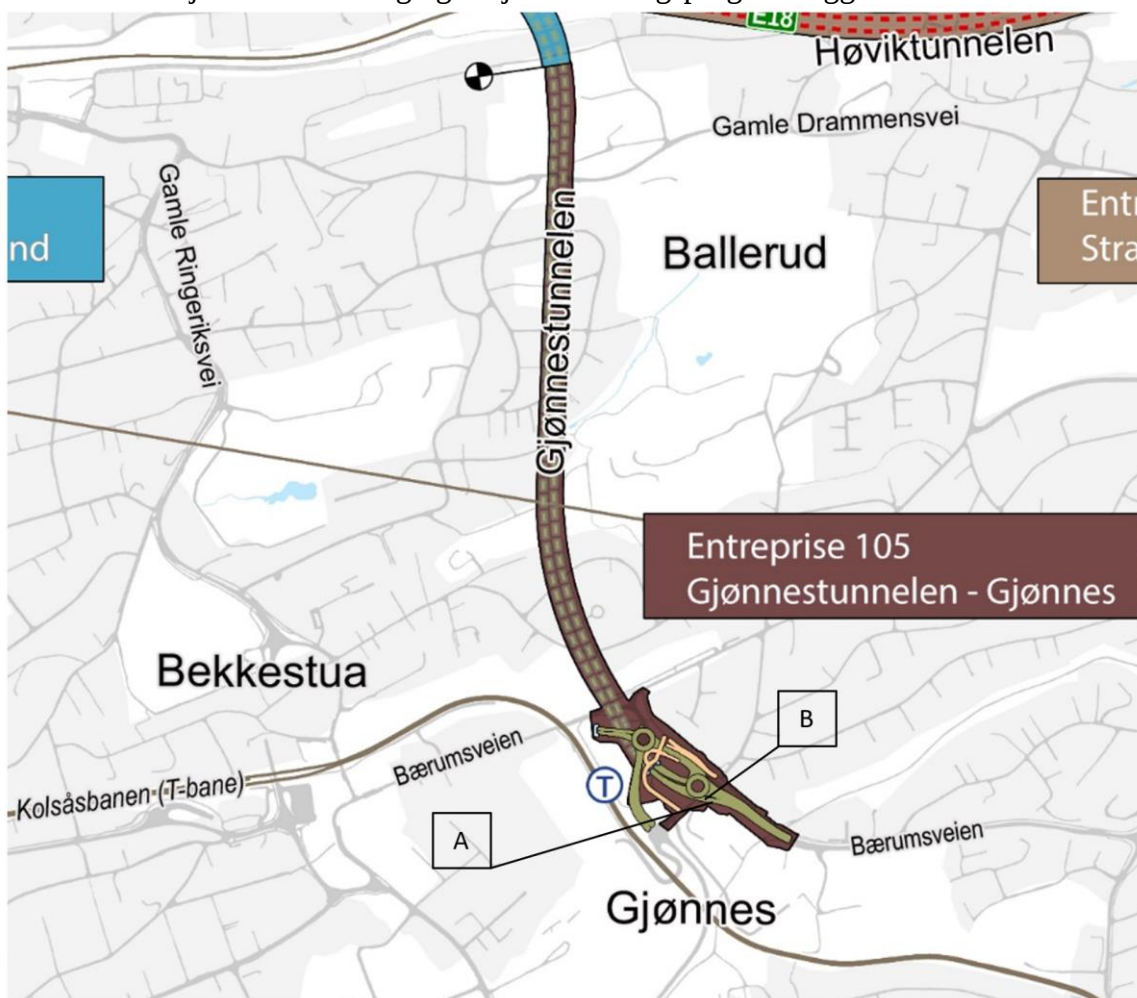 E18
Høviktunnelen
Gamle Drammensvei
Gamle Ringeriksvei
nd
Ballerud
Entr
Stra
Gjønnestunnelen
Entreprise 105
Gjønnestunnelen - Gjønnes
Bekkestua
B
Bærumsveien
T
Kolsåsbanen (T-bane)
A
Bærumsveien
Gjønnes